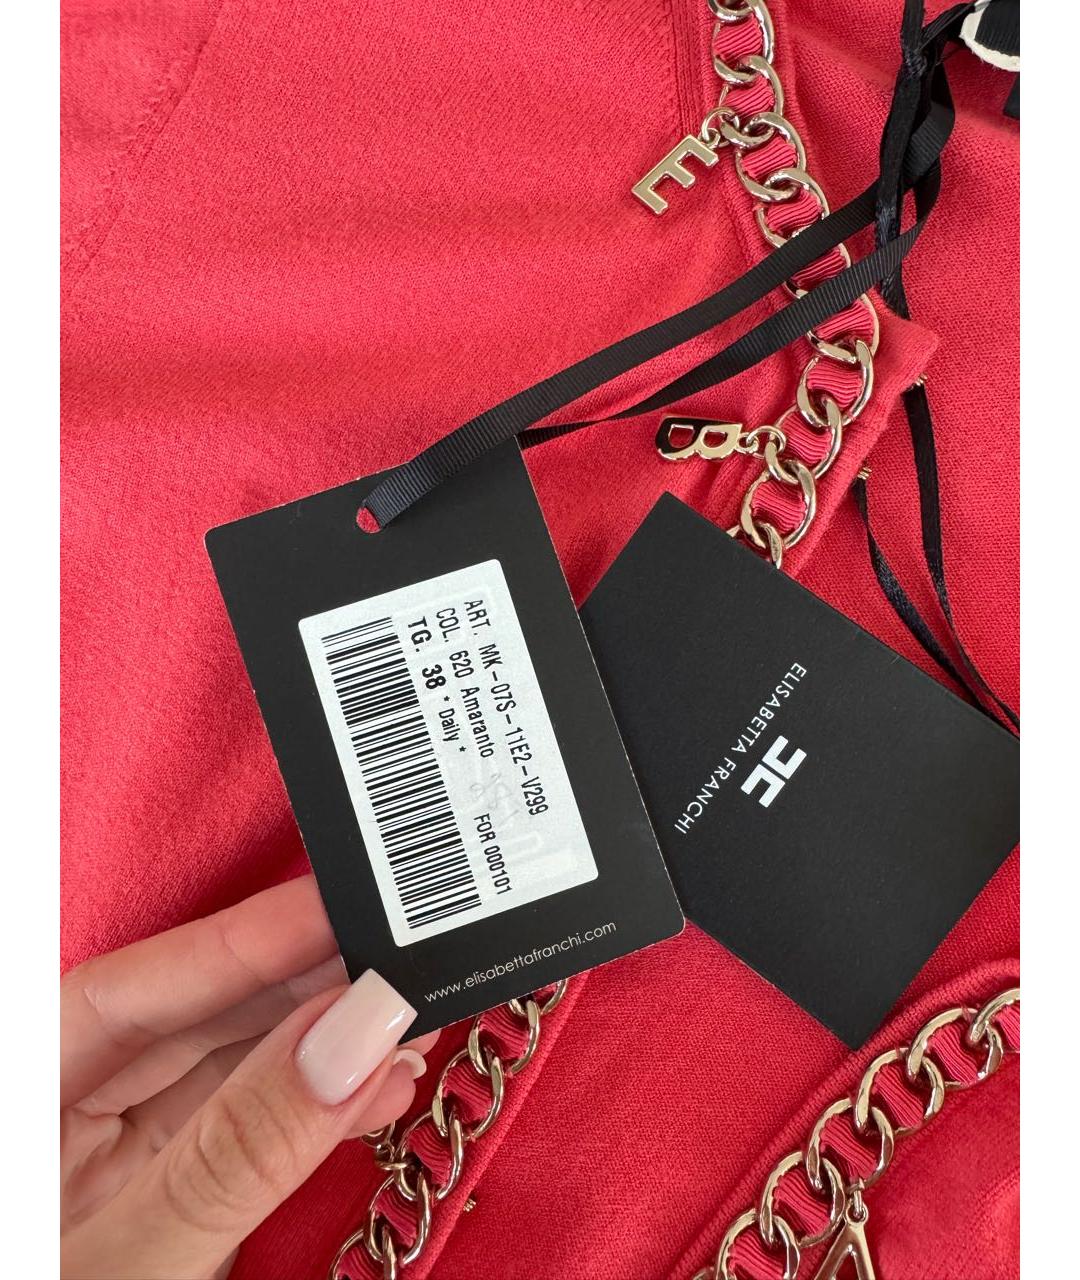 ART. MK-07S-11E2-V299
COL. 620 Amaranto
TG. 38 * Daily *
FOR 000101
www.elisabettafranchi.com
ELISABETTA FRANCHI
E
B
A